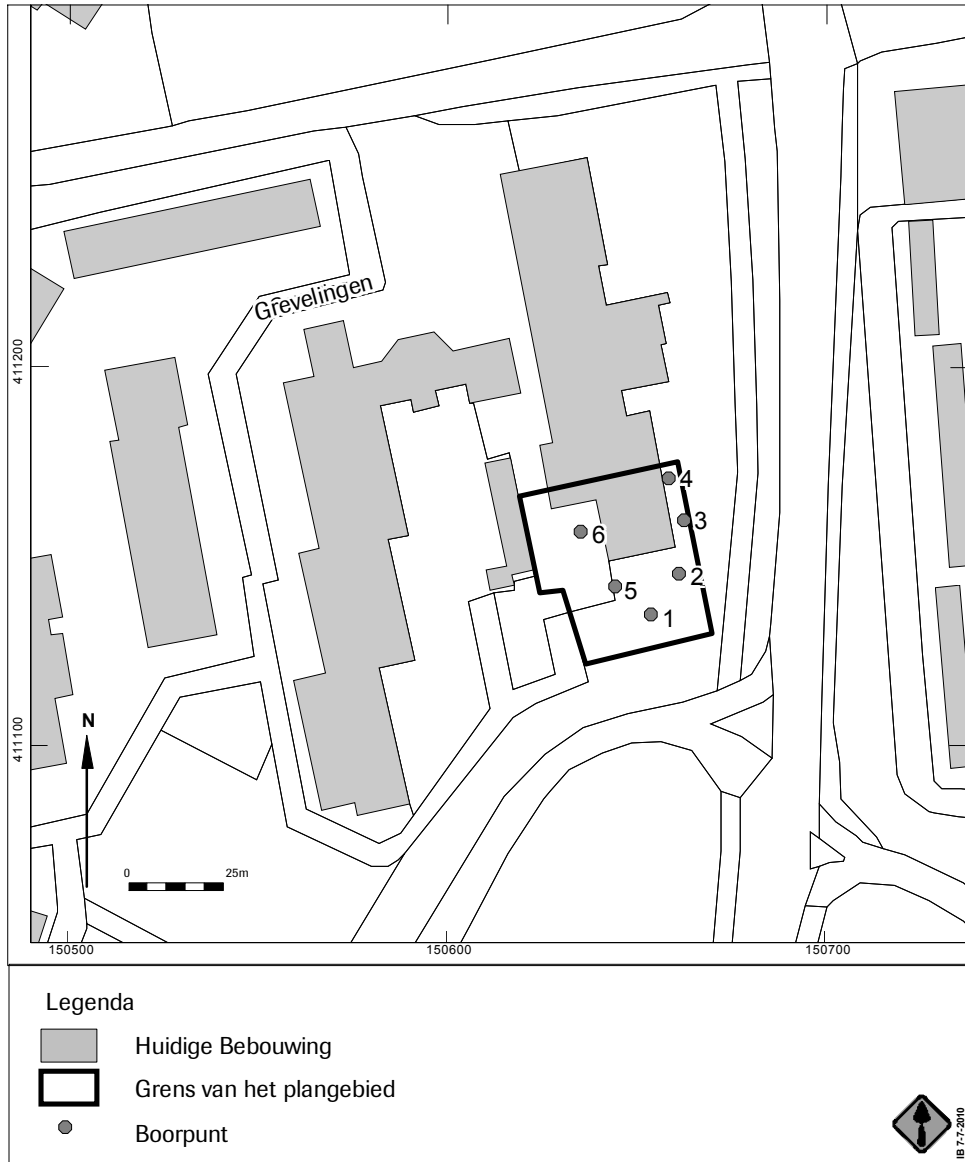 Grevelingen
411200
4
3
6
2
5
1
411100
N
0 25m
150500 150600 150700
Legenda
Huidige Bebouwing
Grens van het plangebied
Boorpunt
IB 7-7-2010